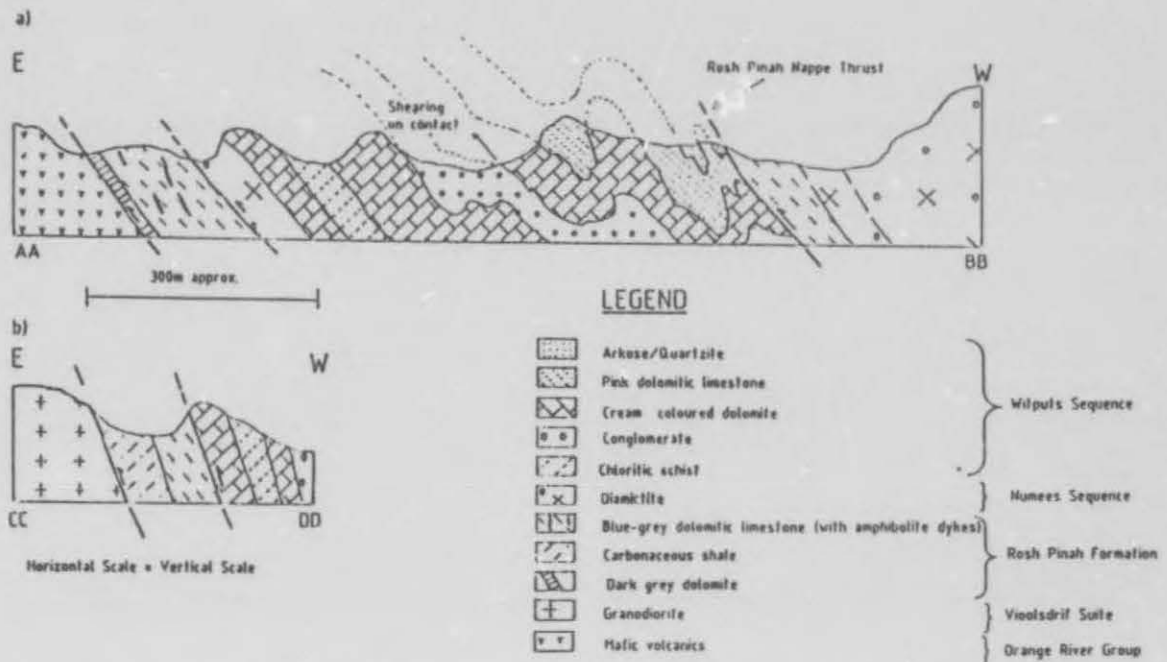 a)
E
W
Rosh Pinah Nappe Thrust
Shearing
on contact
AA
BB
300m approx.
b)
E
W
CC
DD
Horizontal Scale = Vertical Scale
LEGEND
Arkose/Quartzite
Pink dolomitic limestone
Cream coloured dolomite
Conglomerate
Chloritic schist
Wilputs Sequence
Diamictite
Numees Sequence
Blue-grey dolomitic limestone (with amphibolite dykes)
Carbonaceous shale
Dark grey dolomite
Rosh Pinah Formation
Granodiorite
Vioolsdrif Suite
Mafic volcanics
Orange River Group